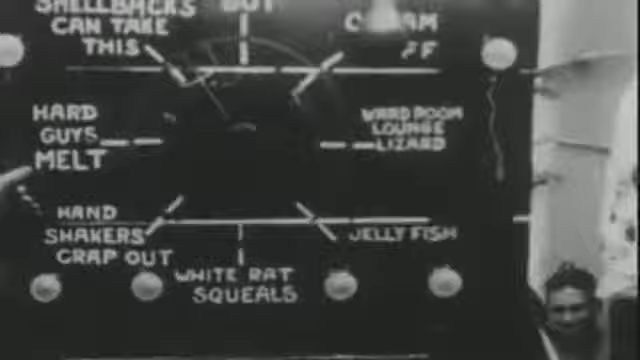 SHELLBACKS
CAN TAKE
THIS
BUT
HARD
GUYS
MELT
WARD ROOM
LOUNGE
LIZARD
HAND
SHAKERS
CRAP OUT
WHITE RAT
SQUEALS
JELLY FISH